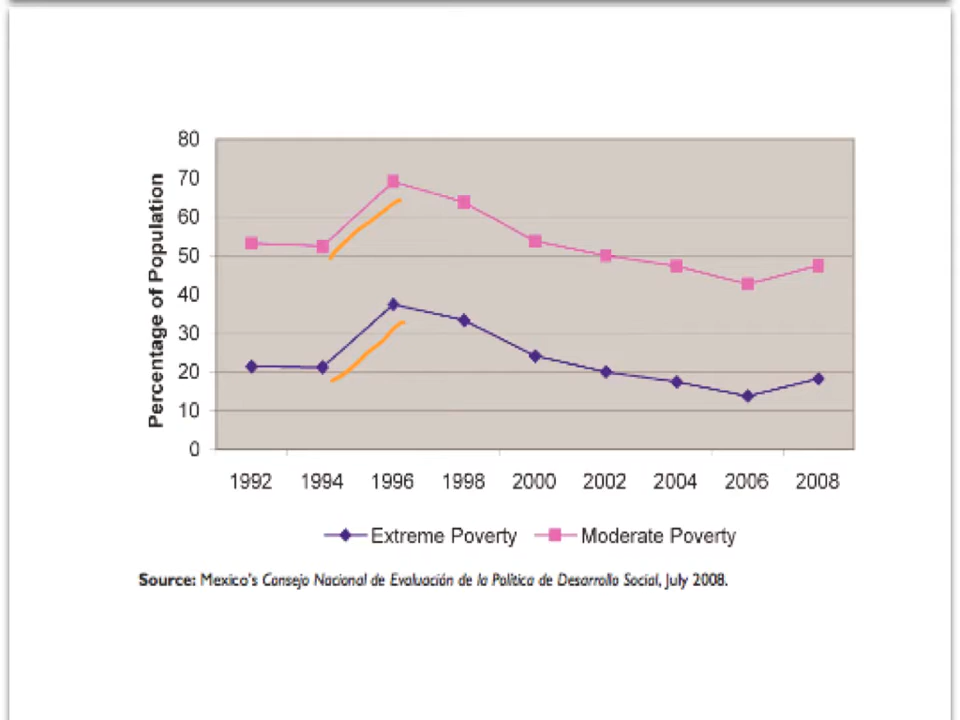 80
70
60
50
40
30
20
10
0
Percentage of Population
1992 1994 1996 1998 2000 2002 2004 2006 2008
Extreme Poverty Moderate Poverty
Source: Mexico's Consejo Nacional de Evaluación de la Política de Desarrollo Social, July 2008.